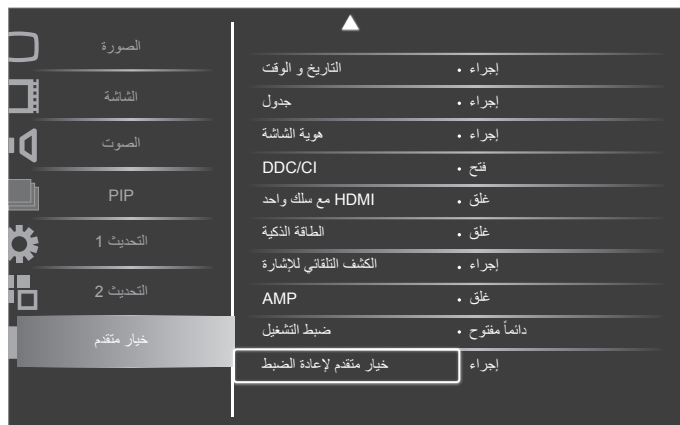 الصورة
الشاشة
الصوت
PIP
التحديث 1
التحديث 2
خيار متقدم
التاريخ و الوقت • إجراء
جدول • إجراء
هوية الشاشة • إجراء
DDC/CI • فتح
HDMI مع سلك واحد • غلق
الطاقة الذكية • غلق
الكشف التلقائي للإشارة • إجراء
AMP • غلق
ضبط التشغيل • دائماً مفتوح
خيار متقدم لإعادة الضبط إجراء